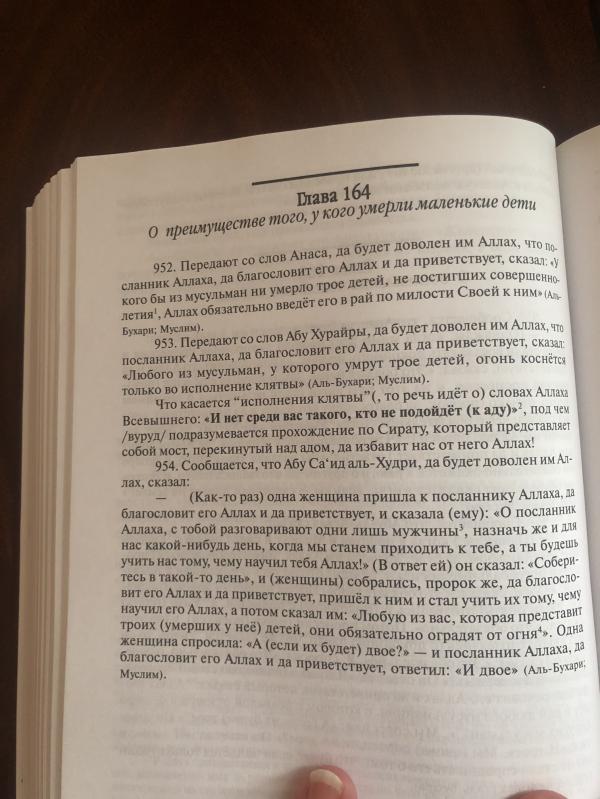 Глава 164
О преимуществе того, у кого умерли маленькие дети
952. Передают со слов Анаса, да будет доволен им Аллах, что по-
сланник Аллаха, да благословит его Аллах и да приветствует, сказал: «У
кого бы из мусульман ни умерло трое детей, не достигших совершенно-
летия¹, Аллах обязательно введёт его в рай по милости Своей к ним» (Аль-
Бухари; Муслим).
953. Передают со слов Абу Хурайры, да будет доволен им Аллах, что
посланник Аллаха, да благословит его Аллах и да приветствует, сказал:
«Любого из мусульман, у которого умрут трое детей, огонь коснётся
только во исполнение клятвы» (Аль-Бухари; Муслим).
Что касается “исполнения клятвы”(, то речь идёт о) словах Аллаха
Всевышнего: «И нет среди вас такого, кто не подойдёт (к аду)»², под чем
/вуруд/ подразумевается прохождение по Сирату, который представляет
собой мост, перекинутый над адом, да избавит нас от него Аллах!
954. Сообщается, что Абу Са‘ид аль-Худри, да будет доволен им Ал-
лах, сказал:
— (Как-то раз) одна женщина пришла к посланнику Аллаха, да
благословит его Аллах и да приветствует, и сказала (ему): «О посланник
Аллаха, с тобой разговаривают одни лишь мужчины³, назначь же и для
нас какой-нибудь день, когда мы станем приходить к тебе, а ты будешь
учить нас тому, чему научил тебя Аллах!» (В ответ ей) он сказал: «Собери-
тесь в такой-то день», и (женщины) собрались, пророк же, да благосло-
вит его Аллах и да приветствует, пришёл к ним и стал учить их тому, чему
научил его Аллах, а потом сказал им: «Любую из вас, которая представит
троих (умерших у неё) детей, они обязательно оградят от огня⁴». Одна
женщина спросила: «А (если их будет) двое?» — и посланник Аллаха, да
благословит его Аллах и да приветствует, ответил: «И двое» (Аль-Бухари;
Муслим).